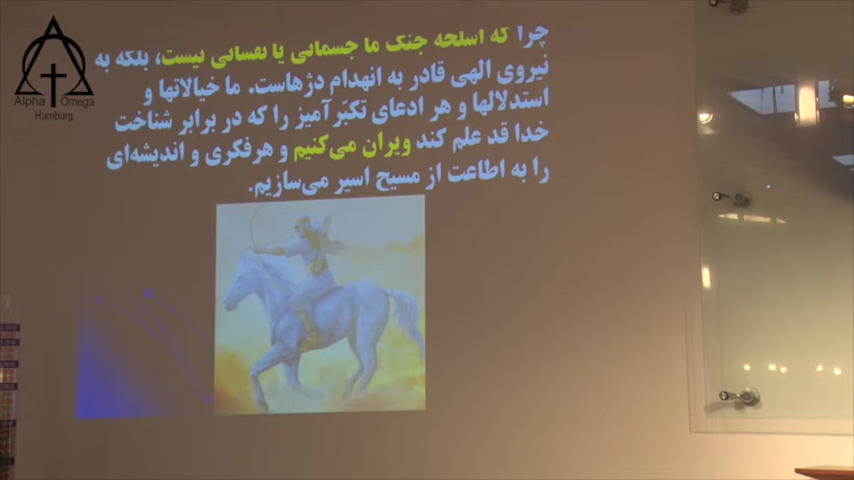 چرا که اسلحه جنگ ما جسمانی یا نفسانی نیست، بلکه به
نیروی الهی قادر به انهدام دژهاست. ما خیالاتها و
استدلالها و هر ادعای تکبّرآمیز را که در برابر شناخت
خدا قد علم کند ویران می‌کنیم و هرفکری و اندیشه‌ای
را به اطاعت از مسیح اسیر می‌سازیم.
Alpha Omega
Hamburg